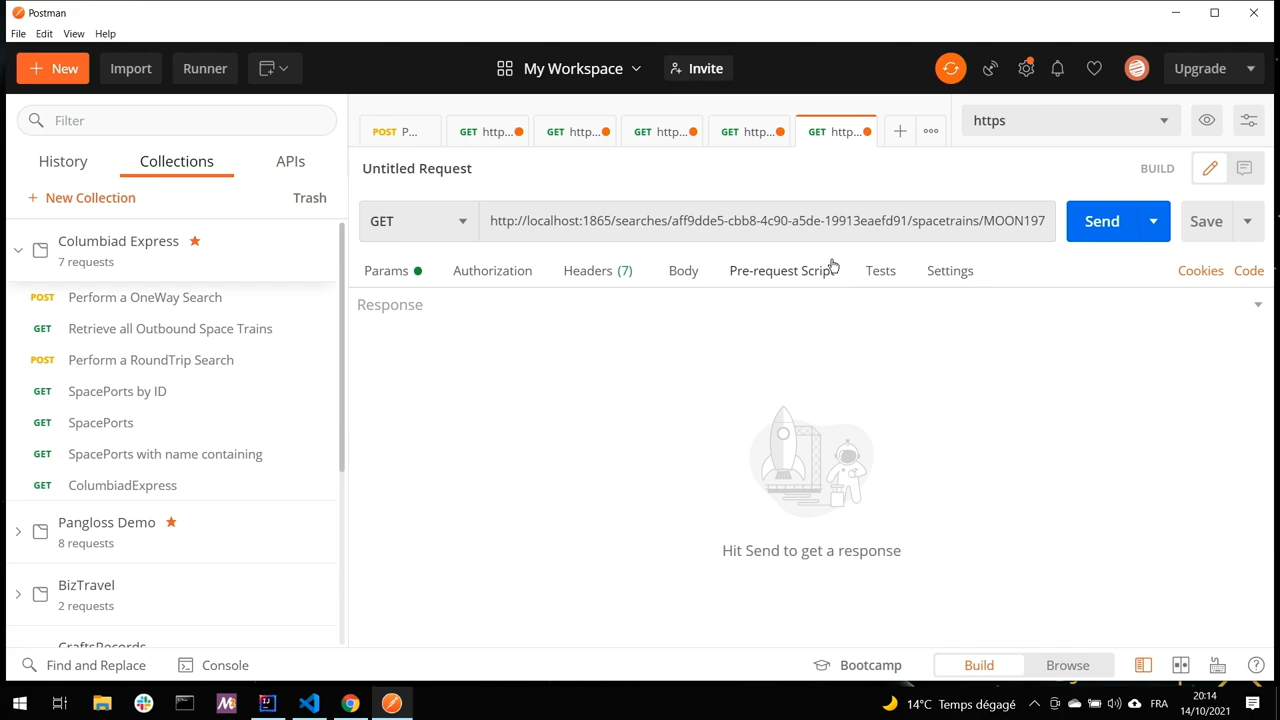 Postman
File Edit View Help
+ New Import Runner My Workspace Invite Upgrade
Filter
POST P... GET http... GET http... GET http... GET http... GET http... + https
History Collections APIs
Untitled Request BUILD
+ New Collection Trash
GET http://localhost:1865/searches/aff9dde5-cbb8-4c90-a5de-19913eaefd91/spacetrains/MOON197 Send Save
Columbiad Express
7 requests
Params Authorization Headers (7) Body Pre-request Script Tests Settings Cookies Code
Response
POST Perform a OneWay Search
GET Retrieve all Outbound Space Trains
POST Perform a RoundTrip Search
GET SpacePorts by ID
GET SpacePorts
GET SpacePorts with name containing
GET ColumbiadExpress
Pangloss Demo
8 requests
BizTravel
2 requests
CraftsRecords
Hit Send to get a response
Find and Replace Console Bootcamp Build Browse
14°C Temps dégagé FRA 20:14
14/10/2021